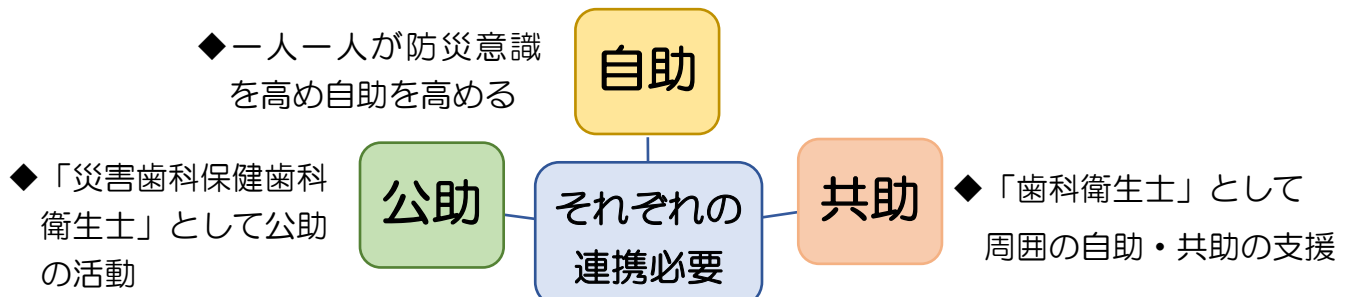 ◆一人一人が防災意識
を高め自助を高める
自助
◆「災害歯科保健歯科
衛生士」として公助
の活動
公助
それぞれの
連携必要
共助
◆「歯科衛生士」として
周囲の自助・共助の支援